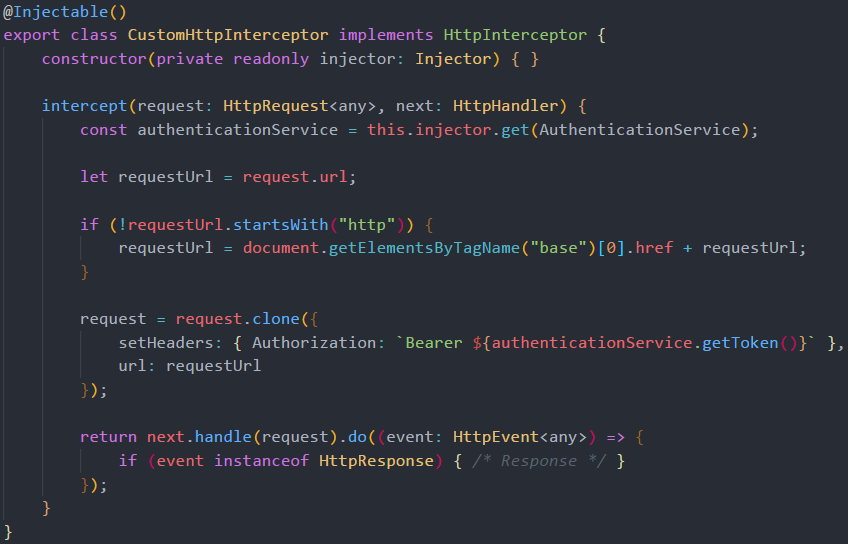 @Injectable()
export class CustomHttpInterceptor implements HttpInterceptor {
    constructor(private readonly injector: Injector) { }

    intercept(request: HttpRequest<any>, next: HttpHandler) {
        const authenticationService = this.injector.get(AuthenticationService);

        let requestUrl = request.url;

        if (!requestUrl.startsWith("http")) {
            requestUrl = document.getElementsByTagName("base")[0].href + requestUrl;
        }

        request = request.clone({
            setHeaders: { Authorization: `Bearer ${authenticationService.getToken()}` },
            url: requestUrl
        });

        return next.handle(request).do((event: HttpEvent<any>) => {
            if (event instanceof HttpResponse) { /* Response */ }
        });
    }
}